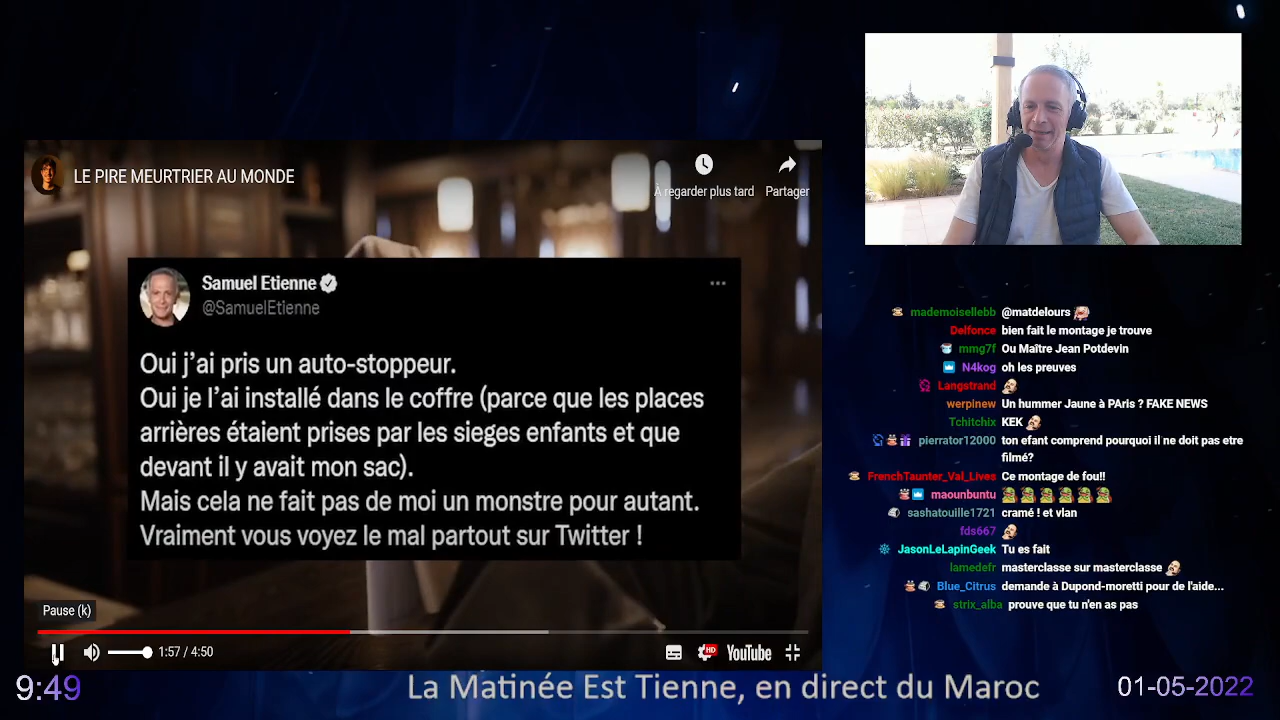 LE PIRE MEURTRIER AU MONDE
À regarder plus tard
Partager
Samuel Etienne
@SamuelEtienne
Oui j'ai pris un auto-stoppeur.
Oui je l'ai installé dans le coffre (parce que les places
arrières étaient prises par les sieges enfants et que
devant il y avait mon sac).
Mais cela ne fait pas de moi un monstre pour autant.
Vraiment vous voyez le mal partout sur Twitter !
Pause (k)
1:57 / 4:50
HD
YouTube
mademoisellebb @matdelours
Delfonce bien fait le montage je trouve
mmg7f Ou Maître Jean Potdevin
N4kog oh les preuves
Langstrand
werpinew Un hummer Jaune à PAris ? FAKE NEWS
Tchitchix KEK
pierrator12000 ton efant comprend pourquoi il ne doit pas etre
filmé?
FrenchTaunter_Val_Lives Ce montage de fou!!
maounbuntu
sashatouille1721 cramé ! et vlan
fds667
JasonLeLapinGeek Tu es fait
lamedefr masterclasse sur masterclasse
Blue_Citrus demande à Dupond-moretti pour de l'aide...
strix_alba prouve que tu n'en as pas
9:49
La Matinée Est Tienne, en direct du Maroc
01-05-2022